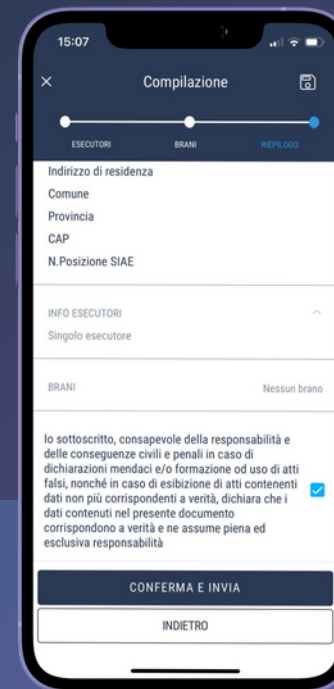 15:07
Compilazione
ESECUTORI BRANI RIEPILOGO
Indirizzo di residenza
Comune
Provincia
CAP
N.Posizione SIAE
INFO ESECUTORI
Singolo esecutore
BRANI Nessun brano
Io sottoscritto, consapevole della responsabilità e
delle conseguenze civili e penali in caso di
dichiarazioni mendaci e/o formazione od uso di atti
falsi, nonché in caso di esibizione di atti contenenti
dati non più corrispondenti a verità, dichiara che i
dati contenuti nel presente documento
corrispondono a verità e ne assume piena ed
esclusiva responsabilità
CONFERMA E INVIA
INDIETRO